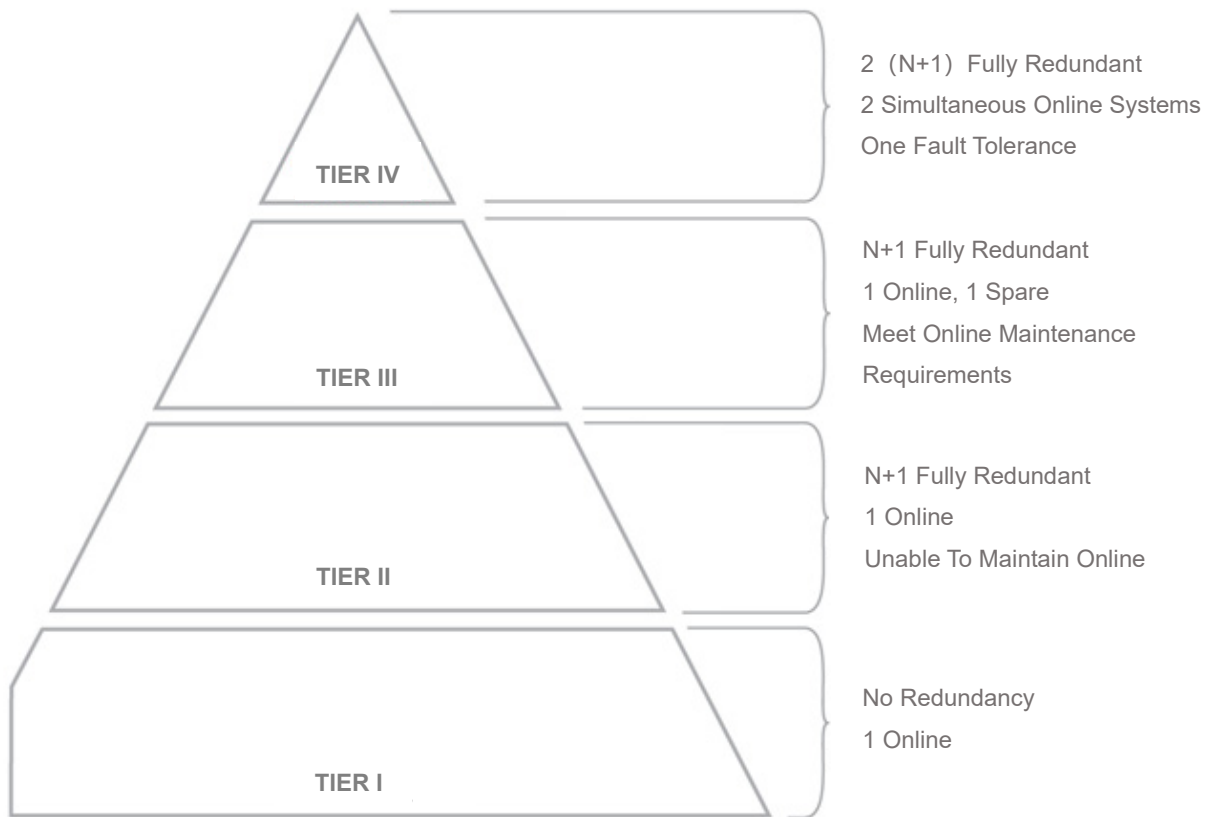 2（N+1）Fully Redundant
2 Simultaneous Online Systems
One Fault Tolerance
TIER IV
N+1 Fully Redundant
1 Online, 1 Spare
Meet Online Maintenance
Requirements
TIER III
N+1 Fully Redundant
1 Online
Unable To Maintain Online
TIER II
No Redundancy
1 Online
TIER I